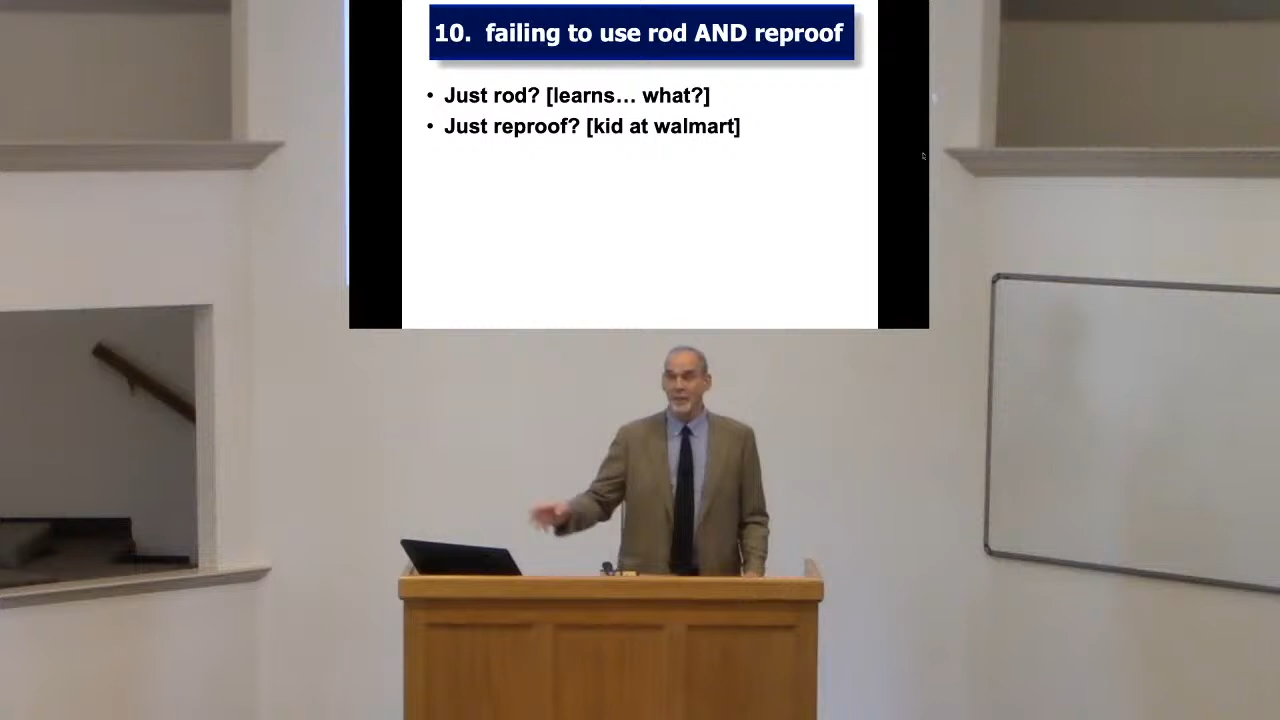 10. failing to use rod AND reproof
• Just rod? [learns... what?]
• Just reproof? [kid at walmart]